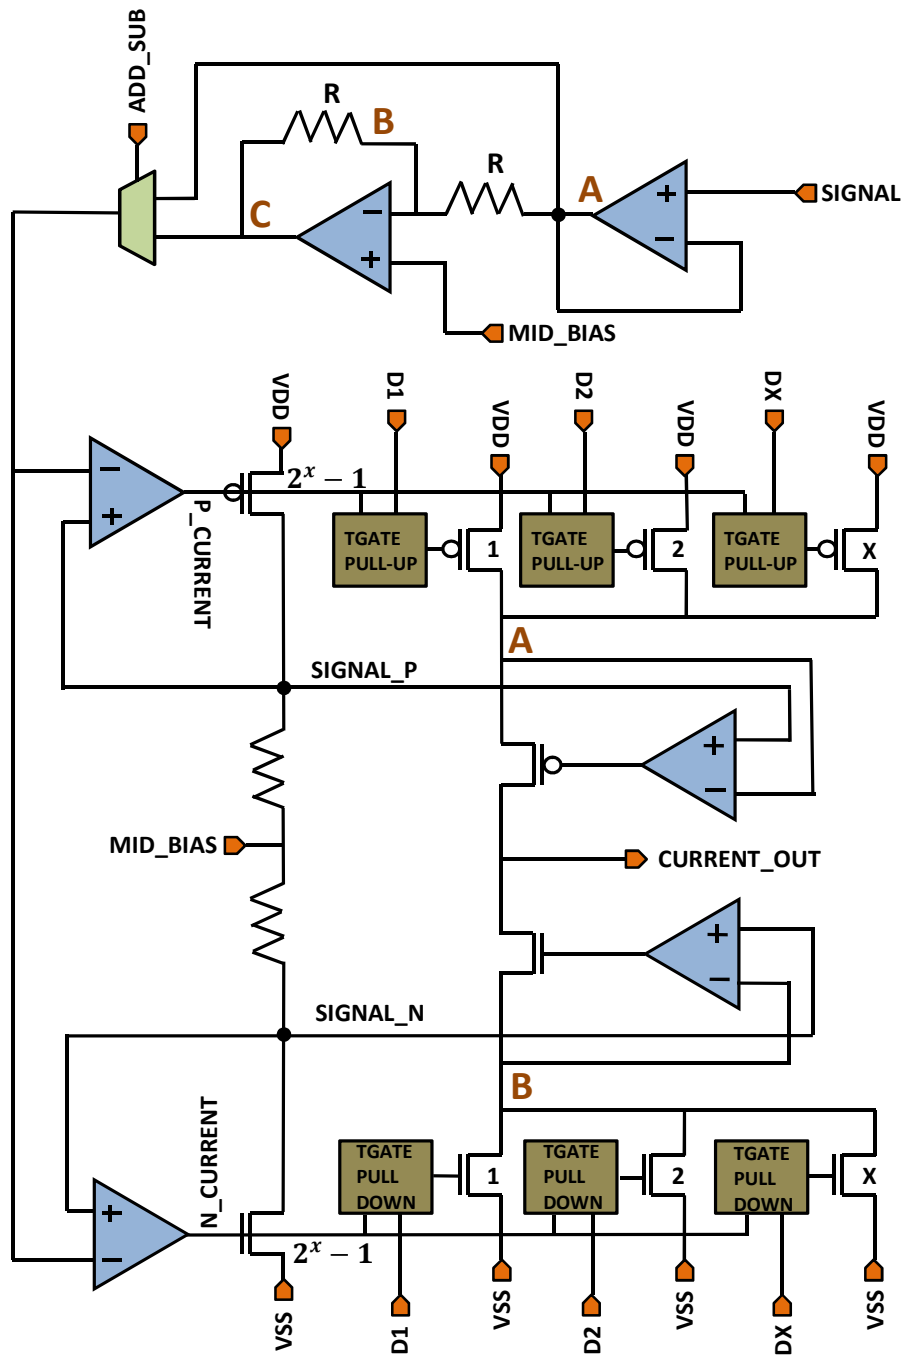 ADD_SUB
R
B
R
A
+
SIGNAL
C
−
−
+
MID_BIAS
VDD
D1
VDD
D2
VDD
DX
VDD
−
2^x − 1
+
P_CURRENT
TGATE
PULL-UP
1
TGATE
PULL-UP
2
TGATE
PULL-UP
X
A
SIGNAL_P
+
−
MID_BIAS
CURRENT_OUT
+
−
SIGNAL_N
B
N_CURRENT
TGATE
PULL
DOWN
1
TGATE
PULL
DOWN
2
TGATE
PULL
DOWN
X
+
−
2^x − 1
VSS
D1
VSS
D2
VSS
DX
VSS